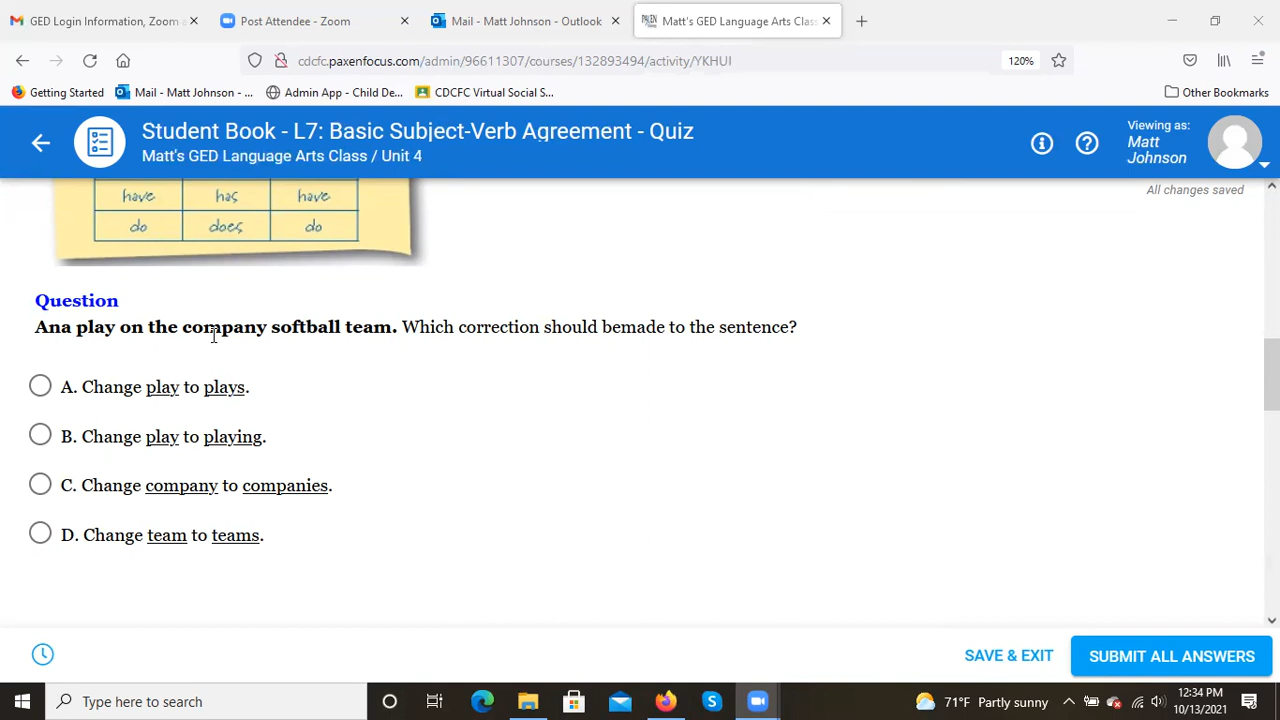 GED Login Information, Zoom a
Post Attendee - Zoom
Mail - Matt Johnson - Outlook
PAXEN
Matt's GED Language Arts Class
cdcfc.paxenfocus.com/admin/96611307/courses/132893494/activity/YKHUI
120%
Getting Started
Mail - Matt Johnson - ...
Admin App - Child De...
CDCFC Virtual Social S...
Other Bookmarks
Student Book - L7: Basic Subject-Verb Agreement - Quiz
Matt's GED Language Arts Class / Unit 4
Viewing as:
Matt
Johnson
All changes saved
have has have
do does do
Question
Ana play on the company softball team. Which correction should bemade to the sentence?
A. Change play to plays.
B. Change play to playing.
C. Change company to companies.
D. Change team to teams.
SAVE & EXIT
SUBMIT ALL ANSWERS
Type here to search
71°F Partly sunny
12:34 PM
10/13/2021